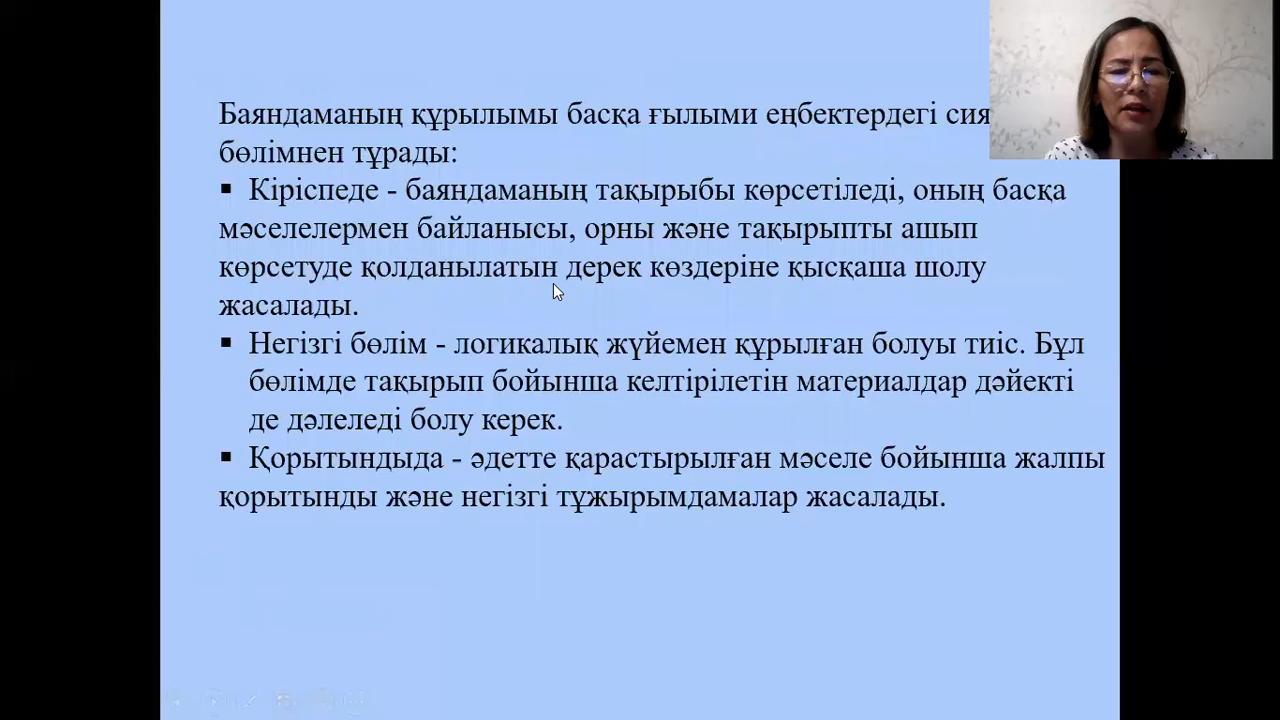 Баяндаманың құрылымы басқа ғылыми еңбектердегі
бөлімнен тұрады:
▪ Кіріспеде - баяндаманың тақырыбы көрсетіледі, оның басқа
мәселелермен байланысы, орны және тақырыпты ашып
көрсетуде қолданылатын дерек көздеріне қысқаша шолу
жасалады.
▪ Негізгі бөлім - логикалық жүйемен құрылған болуы тиіс. Бұл
бөлімде тақырып бойынша келтірілетін материалдар дәйекті
де дәлеледі болу керек.
▪ Қорытындыда - әдетте қарастырылған мәселе бойынша жалпы
қорытынды және негізгі тұжырымдамалар жасалады.